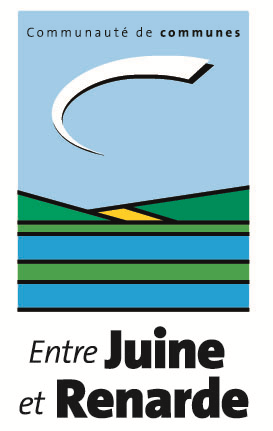 Communauté de communes
Entre Juine
et Renarde